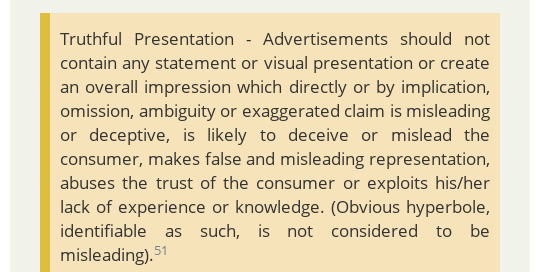 Truthful Presentation - Advertisements should not
contain any statement or visual presentation or create
an overall impression which directly or by implication,
omission, ambiguity or exaggerated claim is misleading
or deceptive, is likely to deceive or mislead the
consumer, makes false and misleading representation,
abuses the trust of the consumer or exploits his/her
lack of experience or knowledge. (Obvious hyperbole,
identifiable as such, is not considered to be
misleading).51